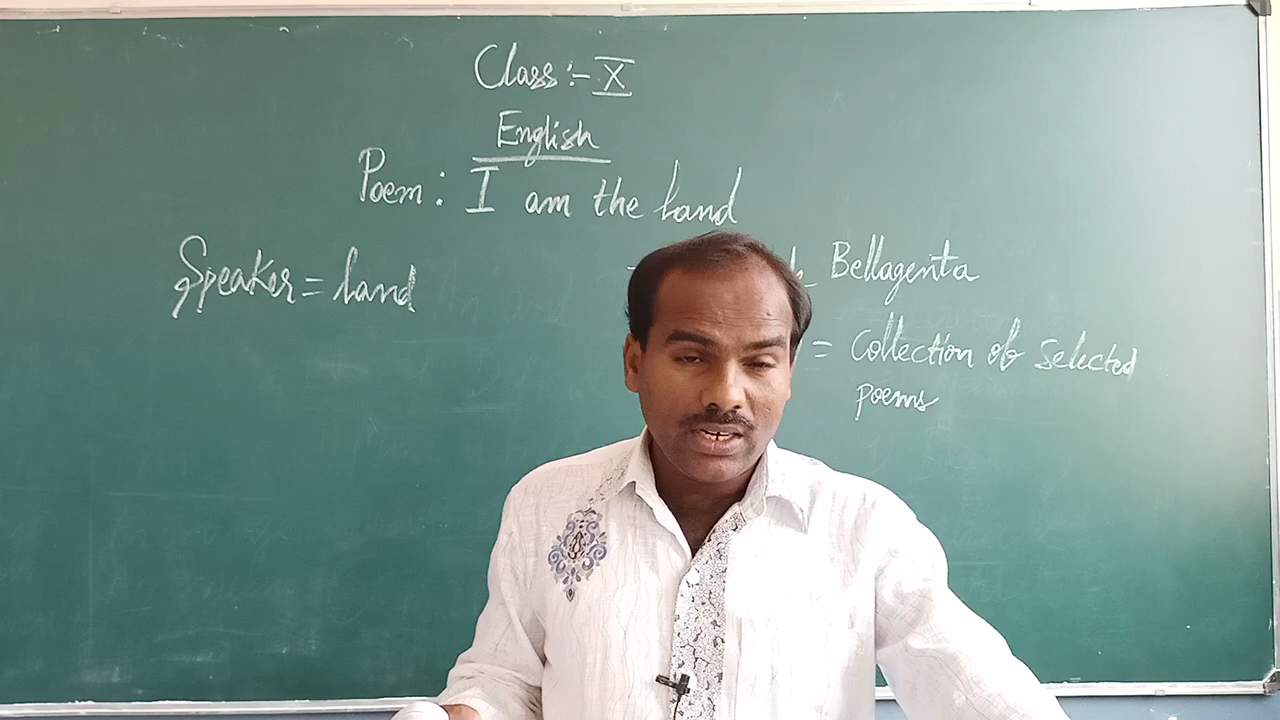 Class :- X
English
Poem: I am the land
Speaker = land
Bellagenta
= Collection of Selected
poems